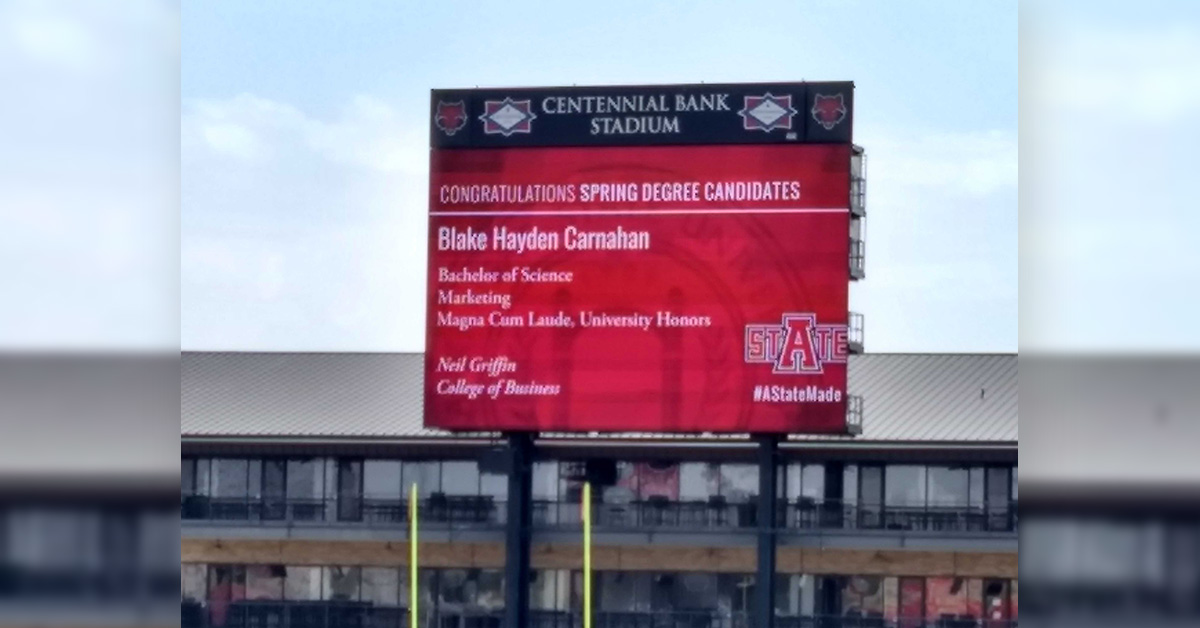 CENTENNIAL BANK
STADIUM
CONGRATULATIONS SPRING DEGREE CANDIDATES
Blake Hayden Carnahan
Bachelor of Science
Marketing
Magna Cum Laude, University Honors
STATE
Neil Griffin
College of Business
#AStateMade